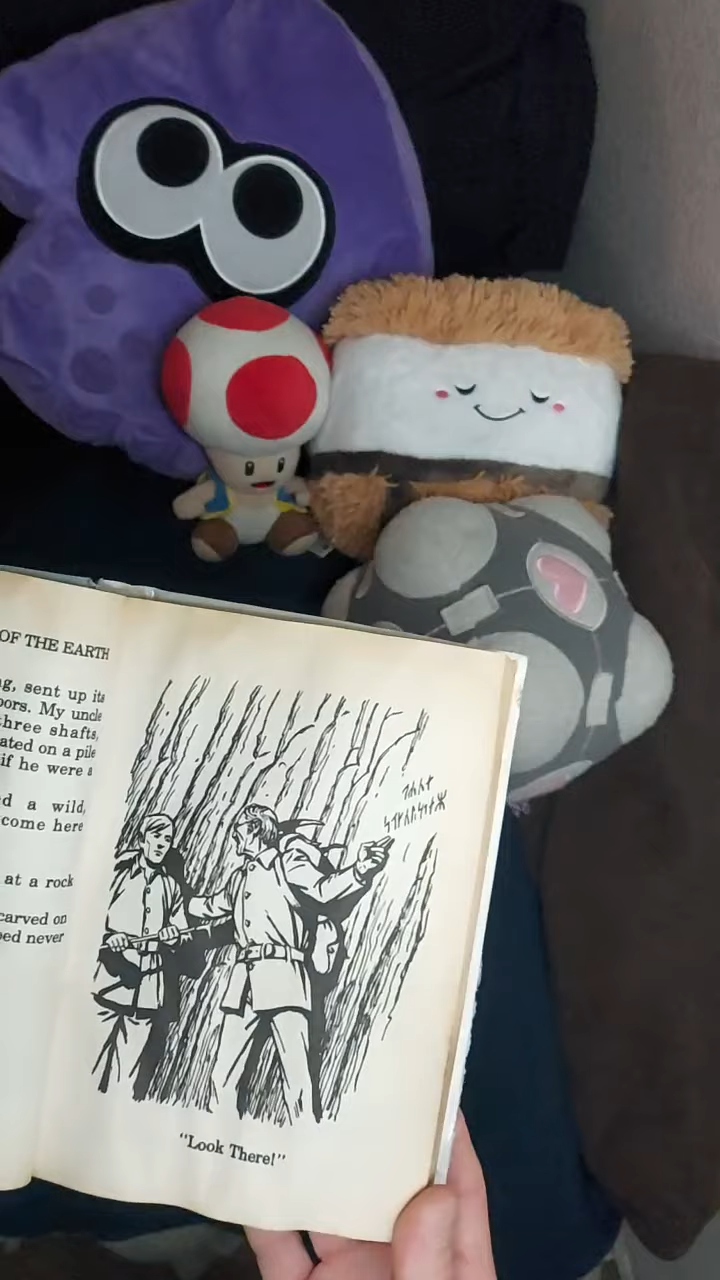 OF THE EARTH
g, sent up its
oors. My uncle
three shafts,
ated on a pile
if he were a
d a wild,
come here
at a rock
carved on
ped never
"Look There!"